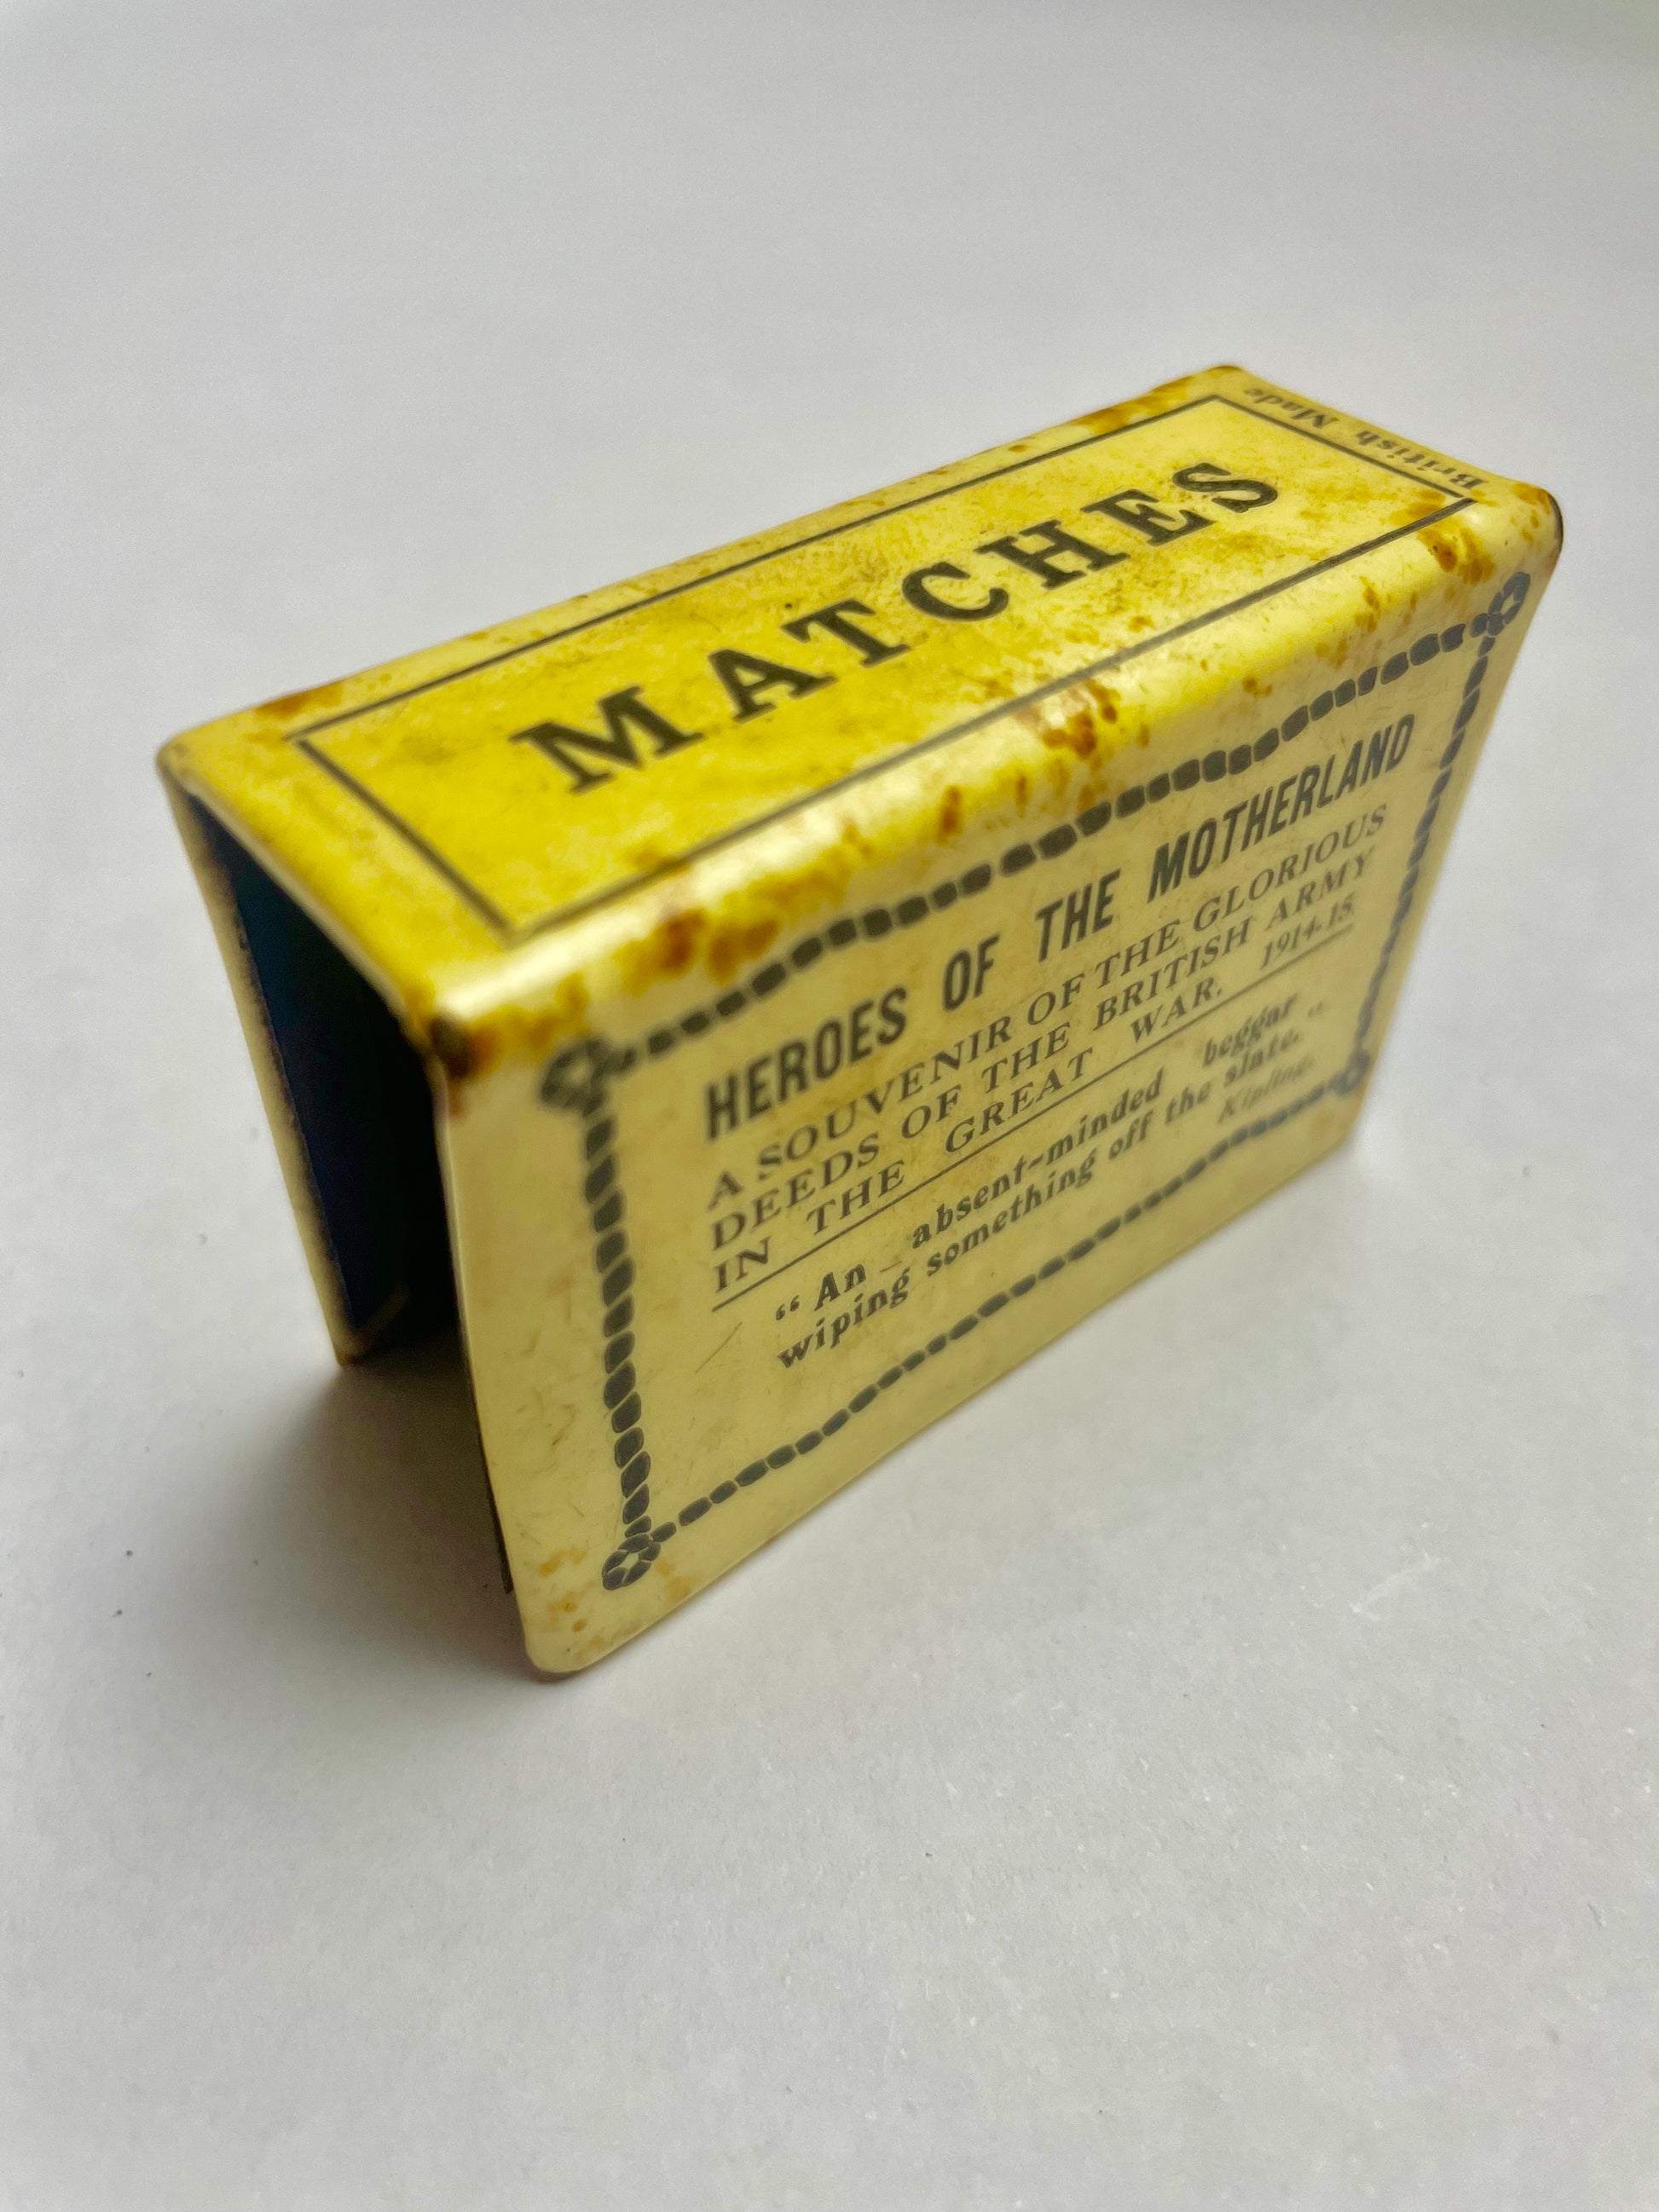 British Made
MATCHES
HEROES OF THE MOTHERLAND
A SOUVENIR OF THE GLORIOUS
DEEDS OF THE BRITISH ARMY
IN THE GREAT WAR. 1914-15
“ An absent-minded beggar
wiping something off the slate. ”
Kipling.